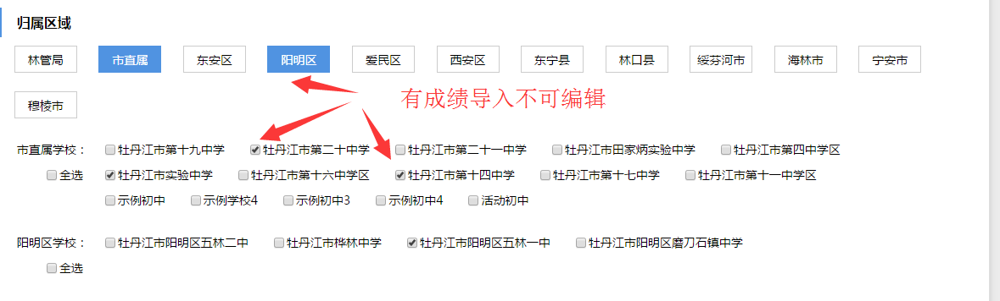 归属区域
林管局 市直属 东安区 阳明区 爱民区 西安区 东宁县 林口县 绥芬河市 海林市 宁安市
有成绩导入不可编辑
穆棱市
市直属学校： 牡丹江市第十九中学 牡丹江市第二十中学 牡丹江市第二十一中学 牡丹江市田家炳实验中学 牡丹江市第四中学区
全选 牡丹江市实验中学 牡丹江市第十六中学区 牡丹江市第十四中学 牡丹江市第十七中学 牡丹江市第十一中学区
示例初中 示例学校4 示例初中3 示例初中4 活动初中
阳明区学校： 牡丹江市阳明区五林二中 牡丹江市桦林中学 牡丹江市阳明区五林一中 牡丹江市阳明区磨刀石镇中学
全选